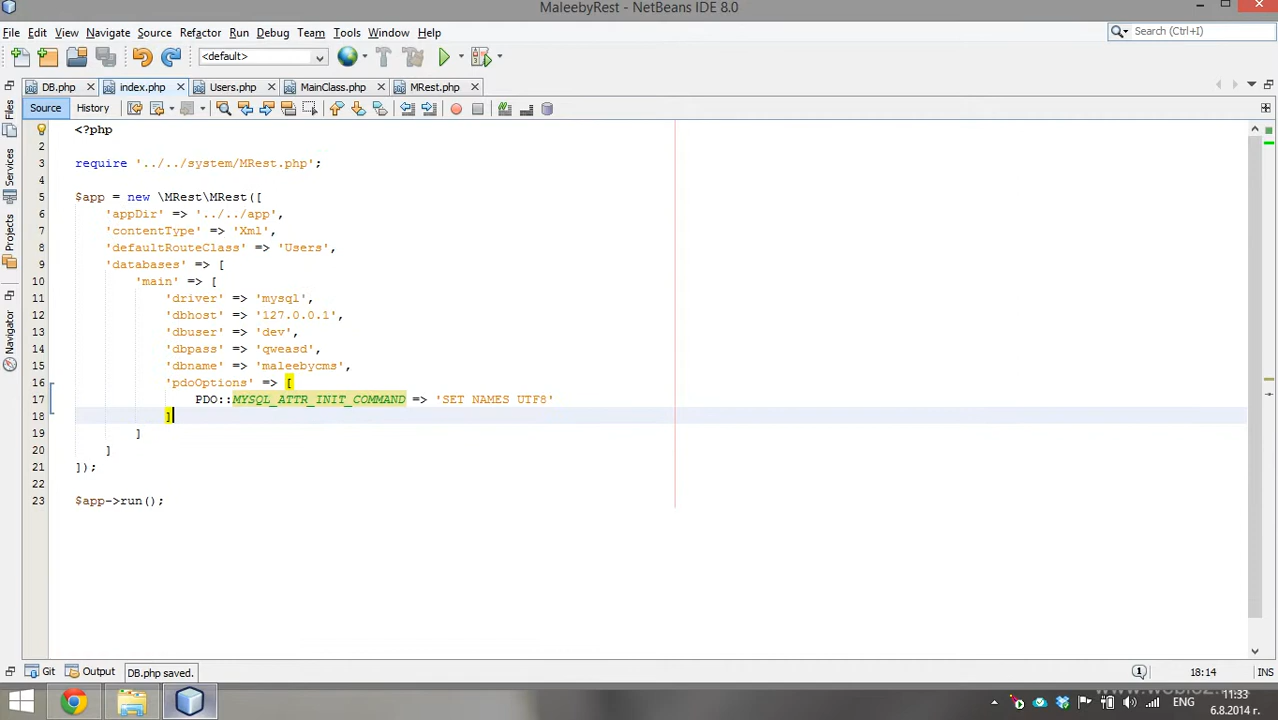 MaleebyRest - NetBeans IDE 8.0
File Edit View Navigate Source Refactor Run Debug Team Tools Window Help
Search (Ctrl+I)
<default>
DB.php index.php Users.php MainClass.php MRest.php
Source History
Files
Services
Projects
Navigator
1 <?php
2
3 require '../../system/MRest.php';
4
5 $app = new \MRest\MRest([
6 'appDir' => '../../app',
7 'contentType' => 'Xml',
8 'defaultRouteClass' => 'Users',
9 'databases' => [
10 'main' => [
11 'driver' => 'mysql',
12 'dbhost' => '127.0.0.1',
13 'dbuser' => 'dev',
14 'dbpass' => 'qweasd',
15 'dbname' => 'maleebycms',
16 'pdoOptions' => [
17 PDO::MYSQL_ATTR_INIT_COMMAND => 'SET NAMES UTF8'
18 ]
19 ]
20 ]
21 ]);
22
23 $app->run();
Git Output DB.php saved. 1 18:14 INS
ENG 11:33
6.8.2014 г.